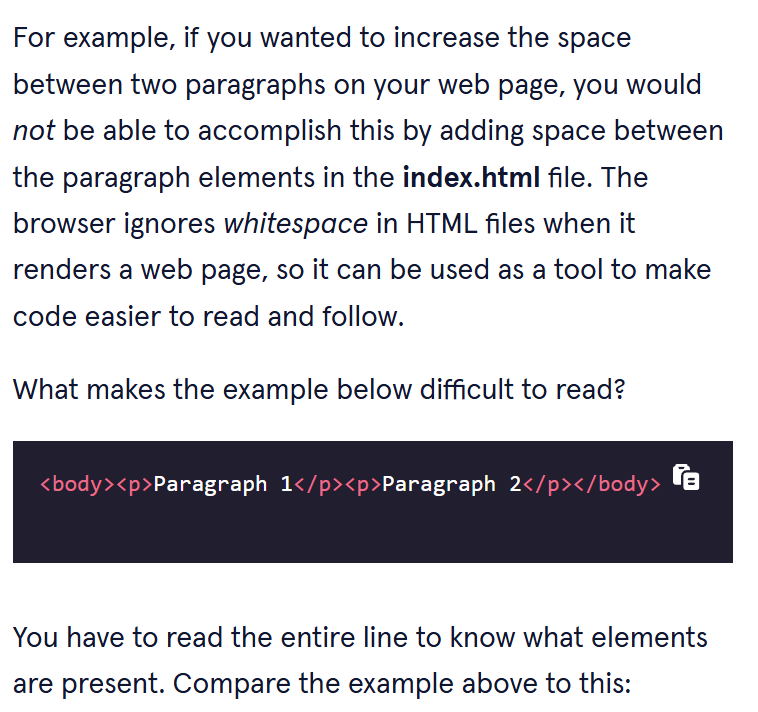 For example, if you wanted to increase the space
between two paragraphs on your web page, you would
not be able to accomplish this by adding space between
the paragraph elements in the index.html file. The
browser ignores whitespace in HTML files when it
renders a web page, so it can be used as a tool to make
code easier to read and follow.
What makes the example below difficult to read?
<body><p>Paragraph 1</p><p>Paragraph 2</p></body>
You have to read the entire line to know what elements
are present. Compare the example above to this: